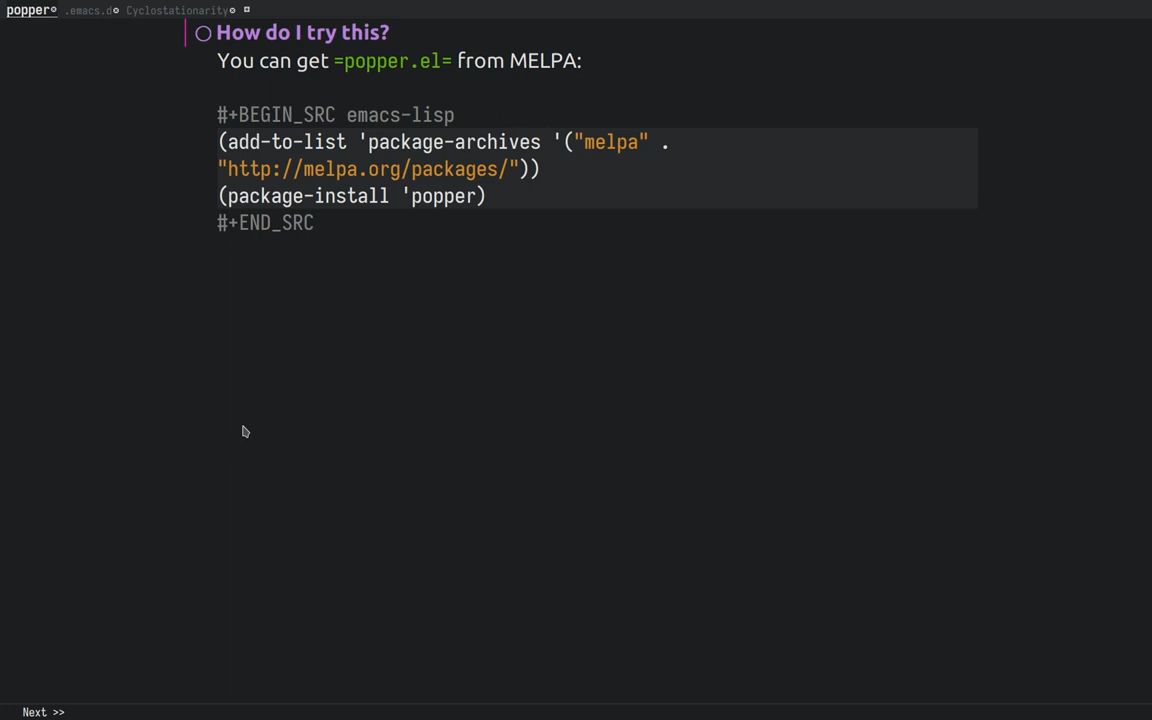 popper .emacs.d Cyclostationarity
How do I try this?
You can get =popper.el= from MELPA:
#+BEGIN_SRC emacs-lisp
(add-to-list 'package-archives '("melpa" .
"http://melpa.org/packages/"))
(package-install 'popper)
#+END_SRC
Next >>